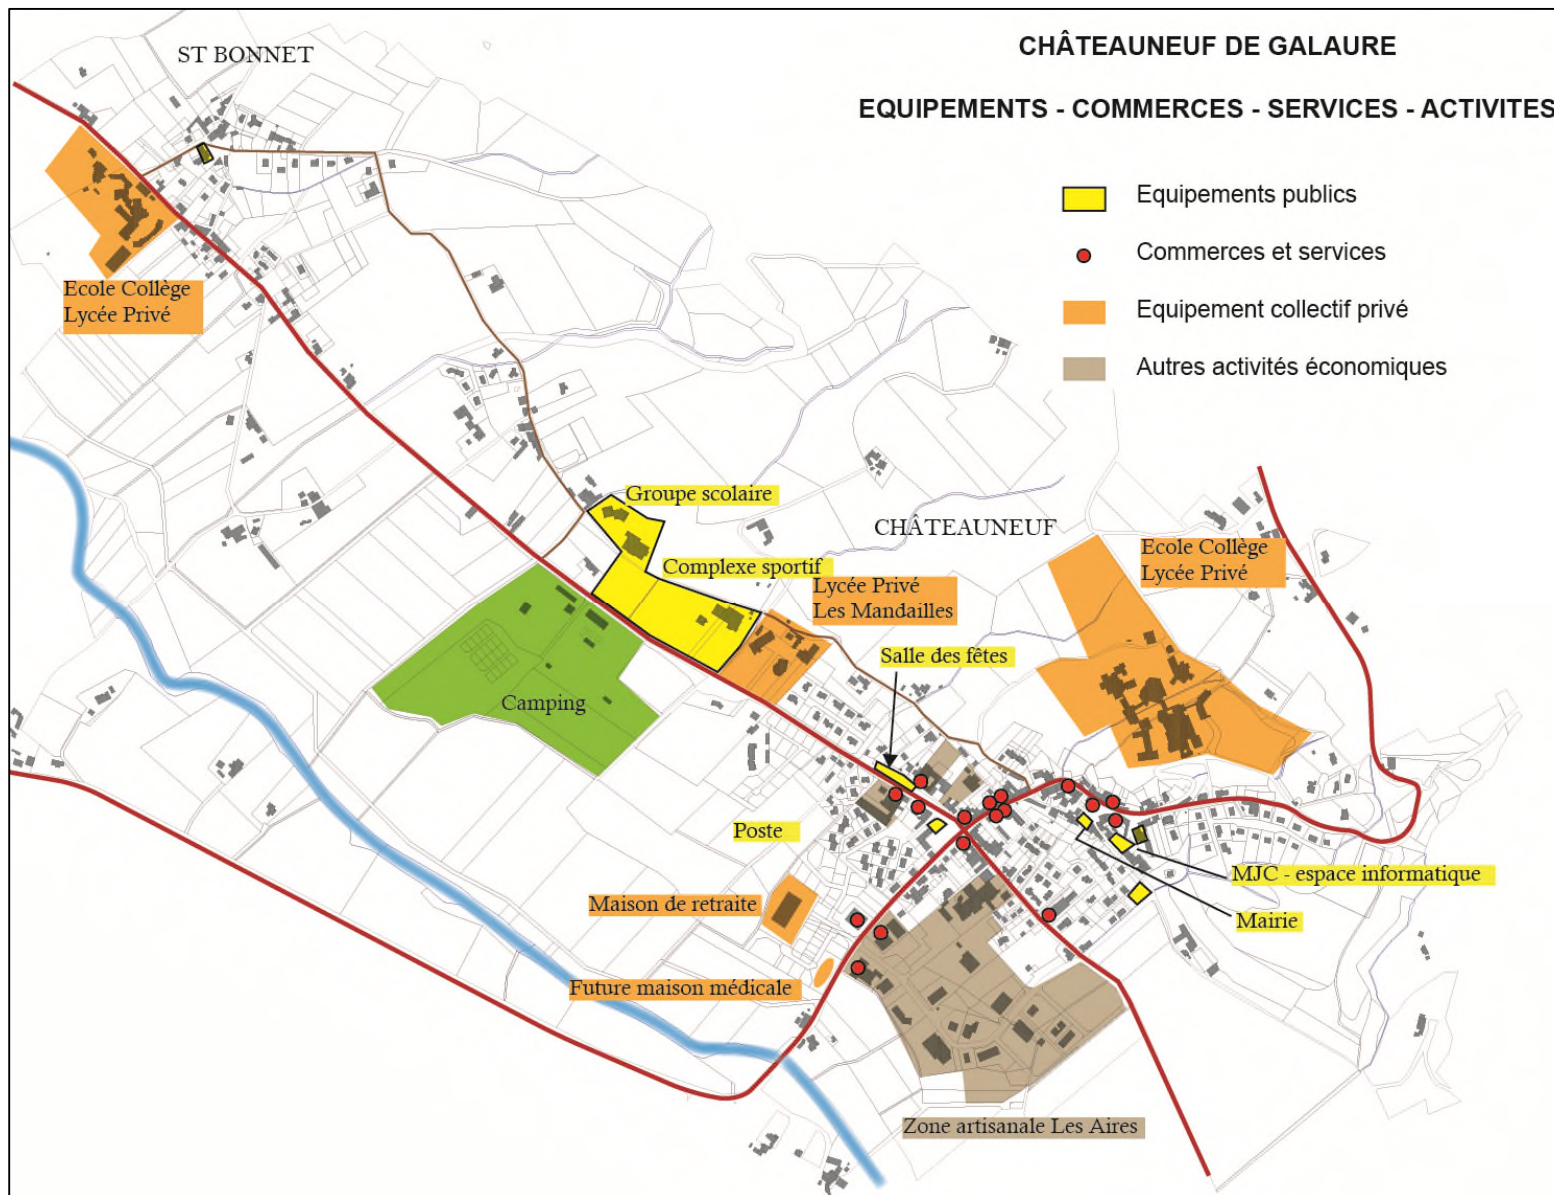 CHÂTEAUNEUF DE GALAURE
EQUIPEMENTS - COMMERCES - SERVICES - ACTIVITES
Equipements publics
Commerces et services
Equipement collectif privé
Autres activités économiques
ST BONNET
Ecole Collège
Lycée Privé
Groupe scolaire
CHÂTEAUNEUF
Ecole Collège
Lycée Privé
Complexe sportif
Lycée Privé
Les Mandailles
Salle des fêtes
Camping
Poste
MJC - espace informatique
Maison de retraite
Mairie
Future maison médicale
Zone artisanale Les Aires